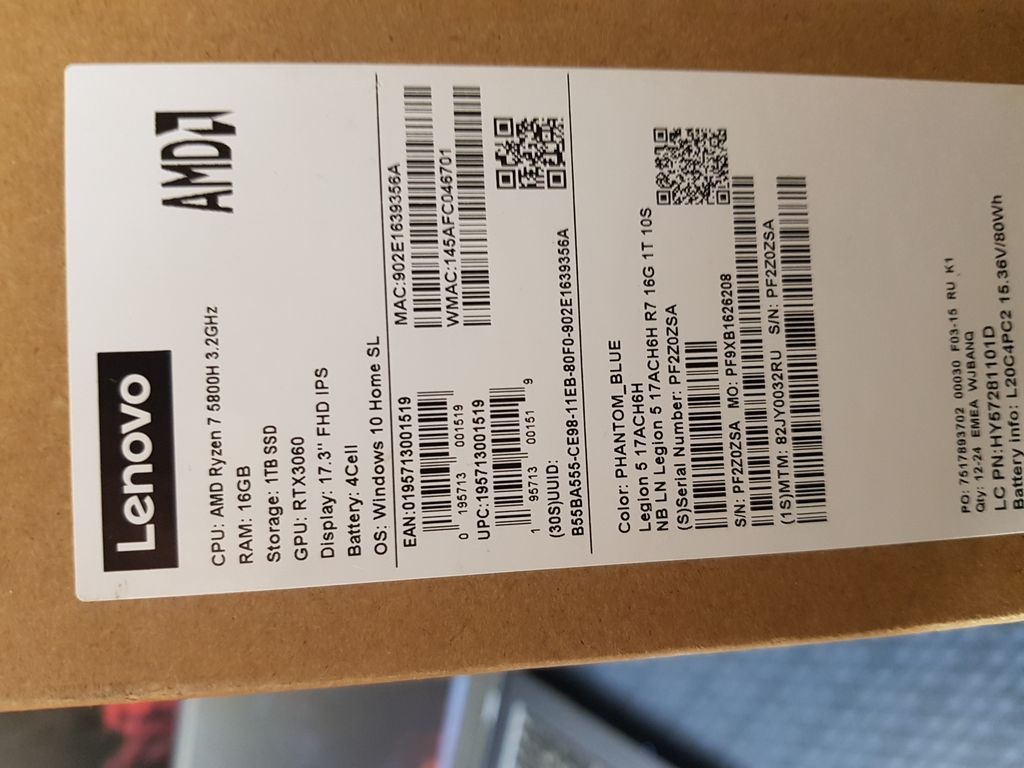 Lenovo
AMD
CPU: AMD Ryzen 7 5800H 3.2GHz
RAM: 16GB
Storage: 1TB SSD
GPU: RTX3060
Display: 17.3" FHD IPS
Battery: 4Cell
OS: Windows 10 Home SL
EAN:0195713001519
0 195713 001519
UPC:195713001519
1 95713 00151 9
MAC:902E1639356A
WMAC:145AFC046701
(30S)UUID:
B55BA555-CE98-11EB-80F0-902E1639356A
Color: PHANTOM_BLUE
Legion 5 17ACH6H
NB LN Legion 5 17ACH6H R7 16G 1T 10S
(S)Serial Number: PF2Z0ZSA
S/N: PF2Z0ZSA MO: PF9XB1626208
(1S)MTM: 82JY0032RU S/N: PF2Z0ZSA
PO: 7517893702 00030 F03-15 RU K1
Qty: 12-24 EMEA WJBANQ
LC PN:HY57281101D
Battery info: L20C4PC2 15.36V/80Wh